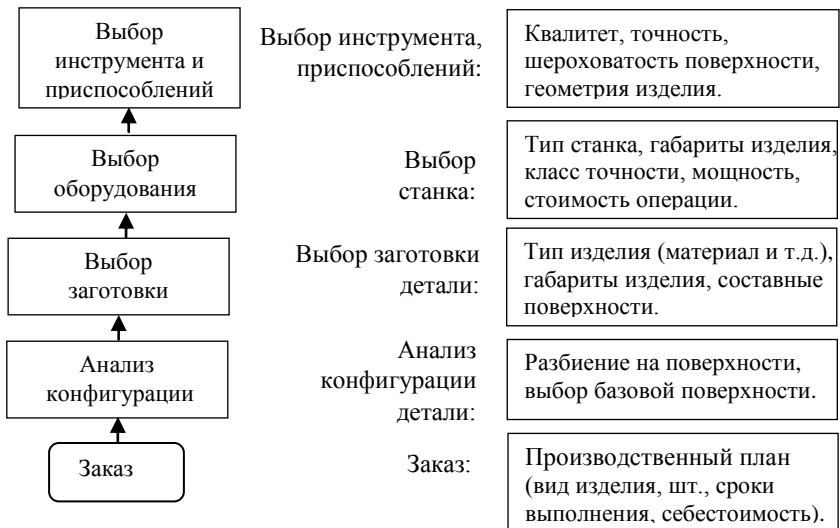 Выбор
инструмента и
приспособлений
Выбор инструмента,
приспособлений:
Квалитет, точность,
шероховатость поверхности,
геометрия изделия.
Выбор
оборудования
Выбор
станка:
Тип станка, габариты изделия,
класс точности, мощность,
стоимость операции.
Выбор
заготовки
Выбор заготовки
детали:
Тип изделия (материал и т.д.),
габариты изделия, составные
поверхности.
Анализ
конфигурации
Анализ
конфигурации
детали:
Разбиение на поверхности,
выбор базовой поверхности.
Заказ
Заказ:
Производственный план
(вид изделия, шт., сроки
выполнения, себестоимость).